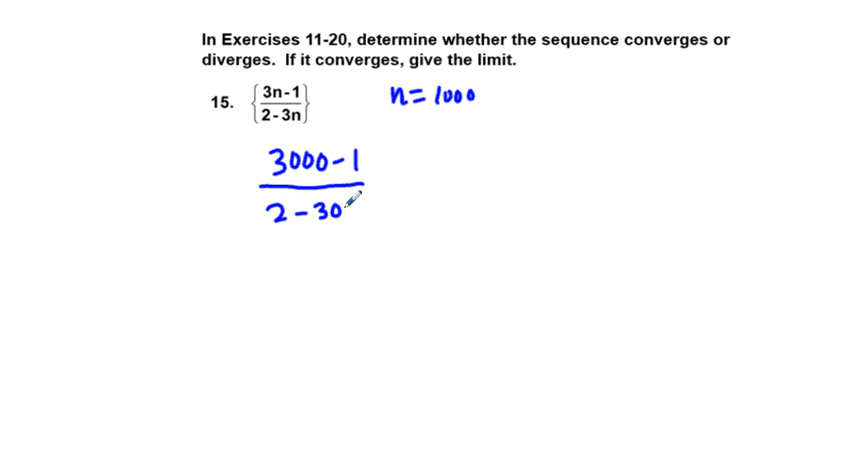 In Exercises 11-20, determine whether the sequence converges or
diverges. If it converges, give the limit.
15. {3n-1 / 2-3n} n = 1000
3000 - 1
2 - 30